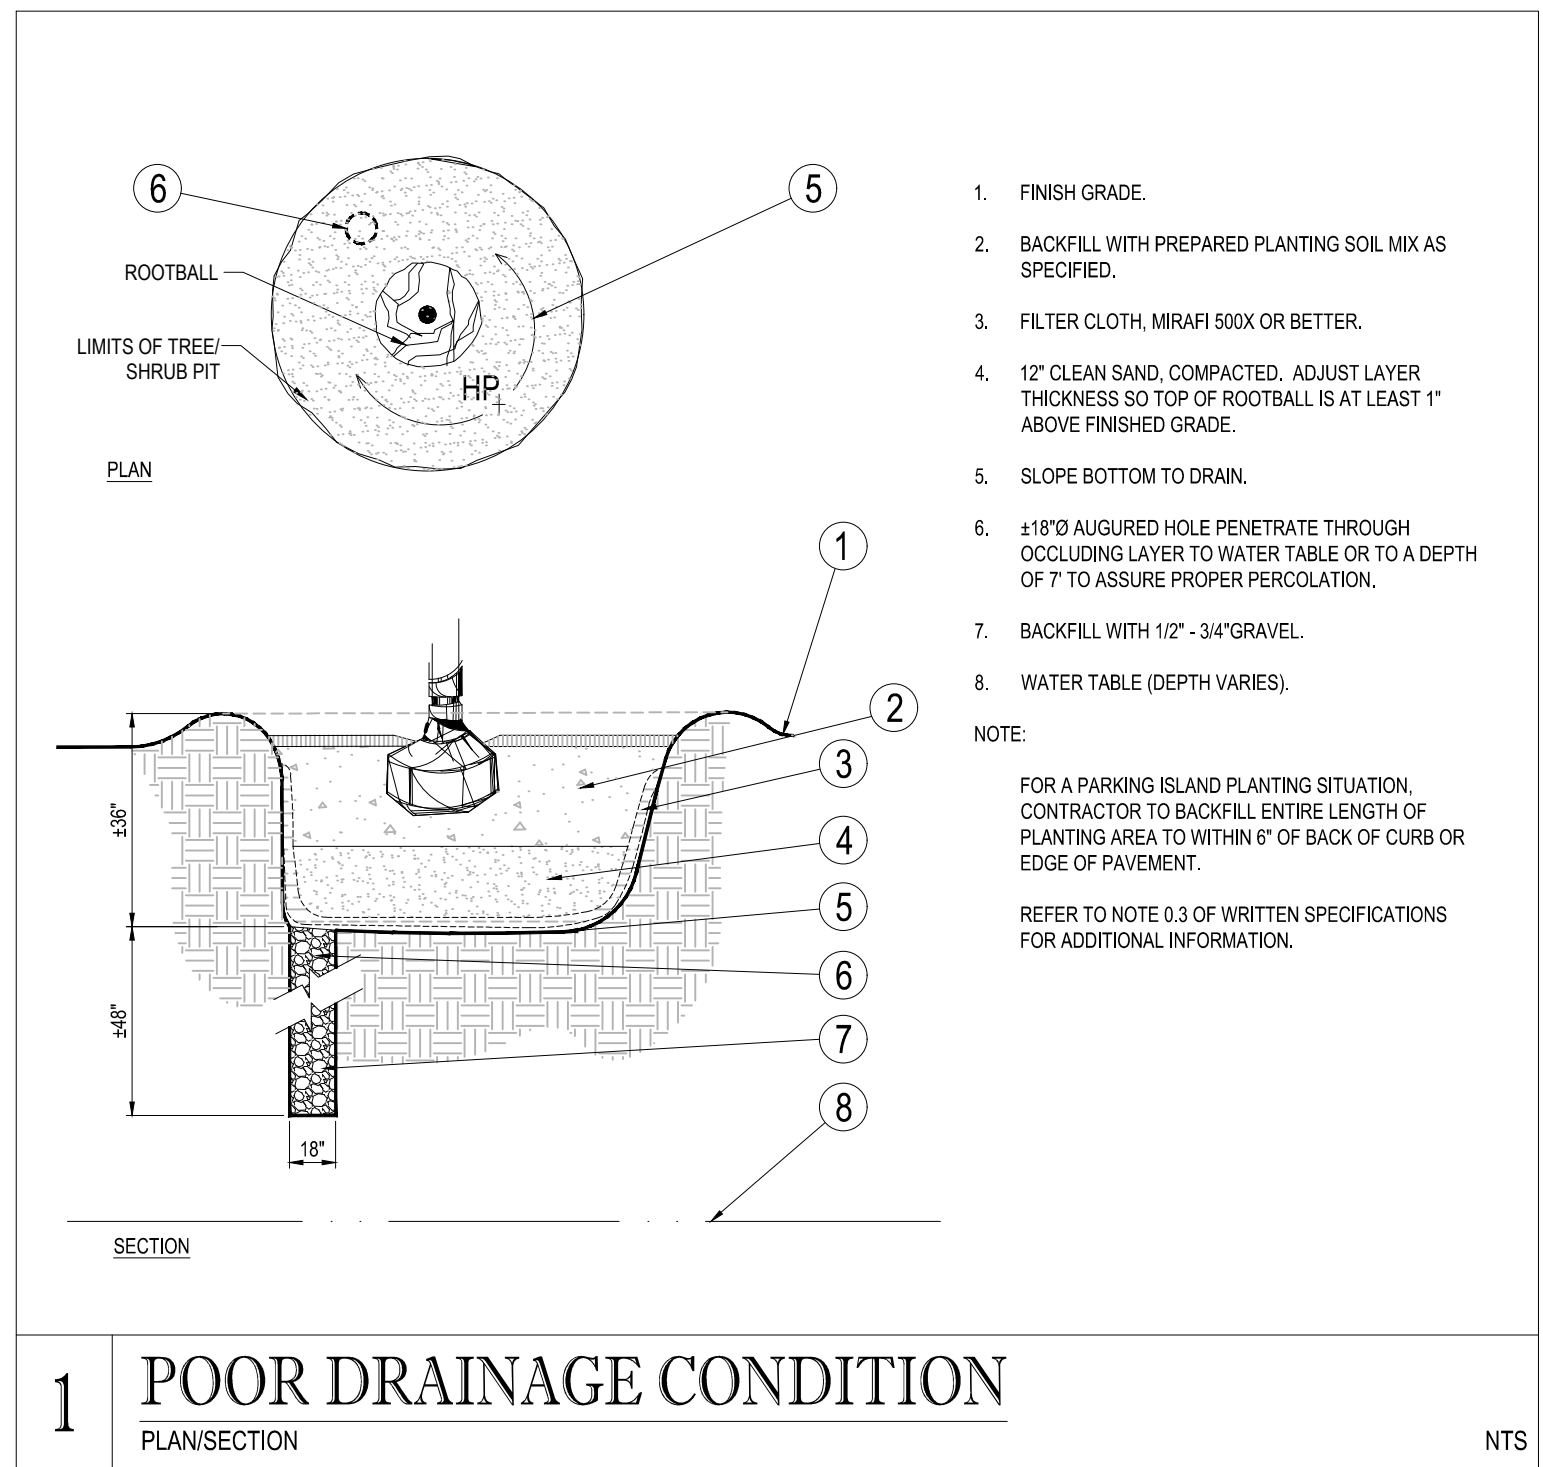 6
5
ROOTBALL
LIMITS OF TREE/
SHRUB PIT
HP
PLAN
1. FINISH GRADE.
2. BACKFILL WITH PREPARED PLANTING SOIL MIX AS
SPECIFIED.
3. FILTER CLOTH, MIRAFI 500X OR BETTER.
4. 12" CLEAN SAND, COMPACTED. ADJUST LAYER
THICKNESS SO TOP OF ROOTBALL IS AT LEAST 1"
ABOVE FINISHED GRADE.
5. SLOPE BOTTOM TO DRAIN.
6. ±18"Ø AUGURED HOLE PENETRATE THROUGH
OCCLUDING LAYER TO WATER TABLE OR TO A DEPTH
OF 7' TO ASSURE PROPER PERCOLATION.
7. BACKFILL WITH 1/2" - 3/4"GRAVEL.
8. WATER TABLE (DEPTH VARIES).
NOTE:
FOR A PARKING ISLAND PLANTING SITUATION,
CONTRACTOR TO BACKFILL ENTIRE LENGTH OF
PLANTING AREA TO WITHIN 6" OF BACK OF CURB OR
EDGE OF PAVEMENT.
REFER TO NOTE 0.3 OF WRITTEN SPECIFICATIONS
FOR ADDITIONAL INFORMATION.
1
2
3
4
5
6
7
8
±36"
±48"
18"
SECTION
1
POOR DRAINAGE CONDITION
PLAN/SECTION
NTS